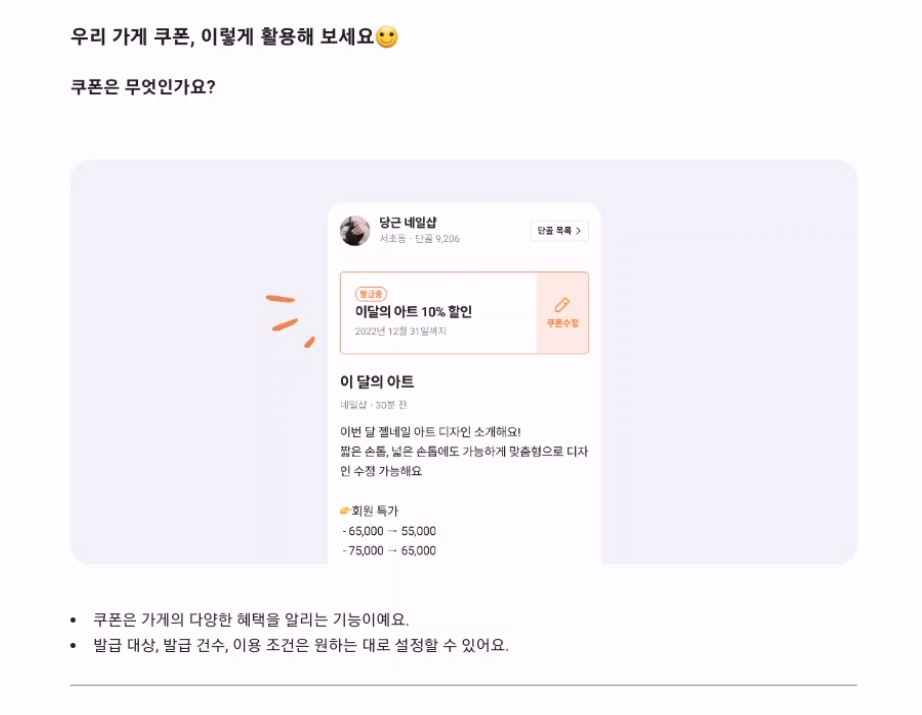 우리 가게 쿠폰, 이렇게 활용해 보세요🙂
쿠폰은 무엇인가요?
당근 네일샵
서초동 · 단골 9,206
단골 목록 >
발급중
이달의 아트 10% 할인
2022년 12월 31일까지
쿠폰수정
이 달의 아트
네일샵 · 30분 전
이번 달 젤네일 아트 디자인 소개해요!
짧은 손톱, 넓은 손톱에도 가능하게 맞춤형으로 디자
인 수정 가능해요
👉회원 특가
- 65,000 → 55,000
- 75,000 → 65,000
• 쿠폰은 가게의 다양한 혜택을 알리는 기능이예요.
• 발급 대상, 발급 건수, 이용 조건은 원하는 대로 설정할 수 있어요.